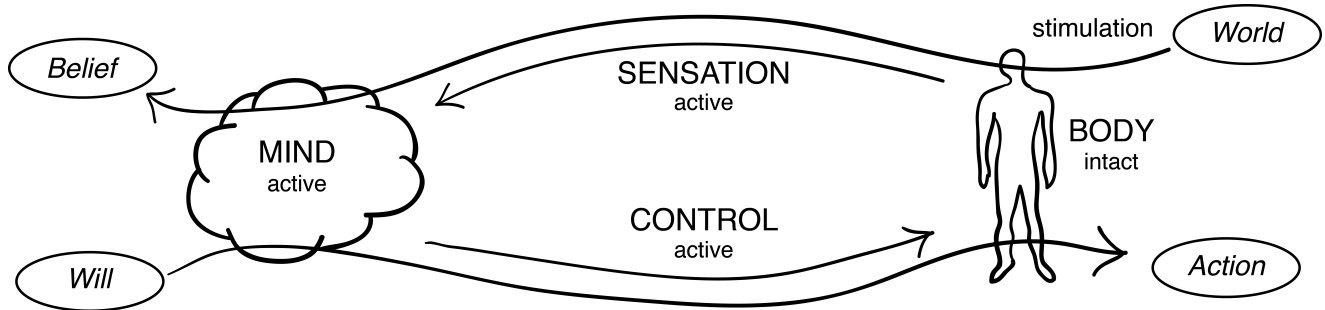 stimulation
World
Belief
SENSATION
active
MIND
active
BODY
intact
CONTROL
active
Will
Action